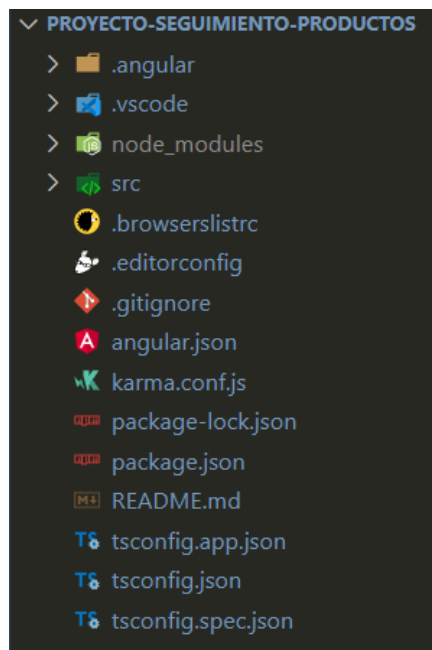 PROYECTO-SEGUIMIENTO-PRODUCTOS
.angular
.vscode
node_modules
src
.browserslistrc
.editorconfig
.gitignore
angular.json
karma.conf.js
package-lock.json
package.json
README.md
tsconfig.app.json
tsconfig.json
tsconfig.spec.json